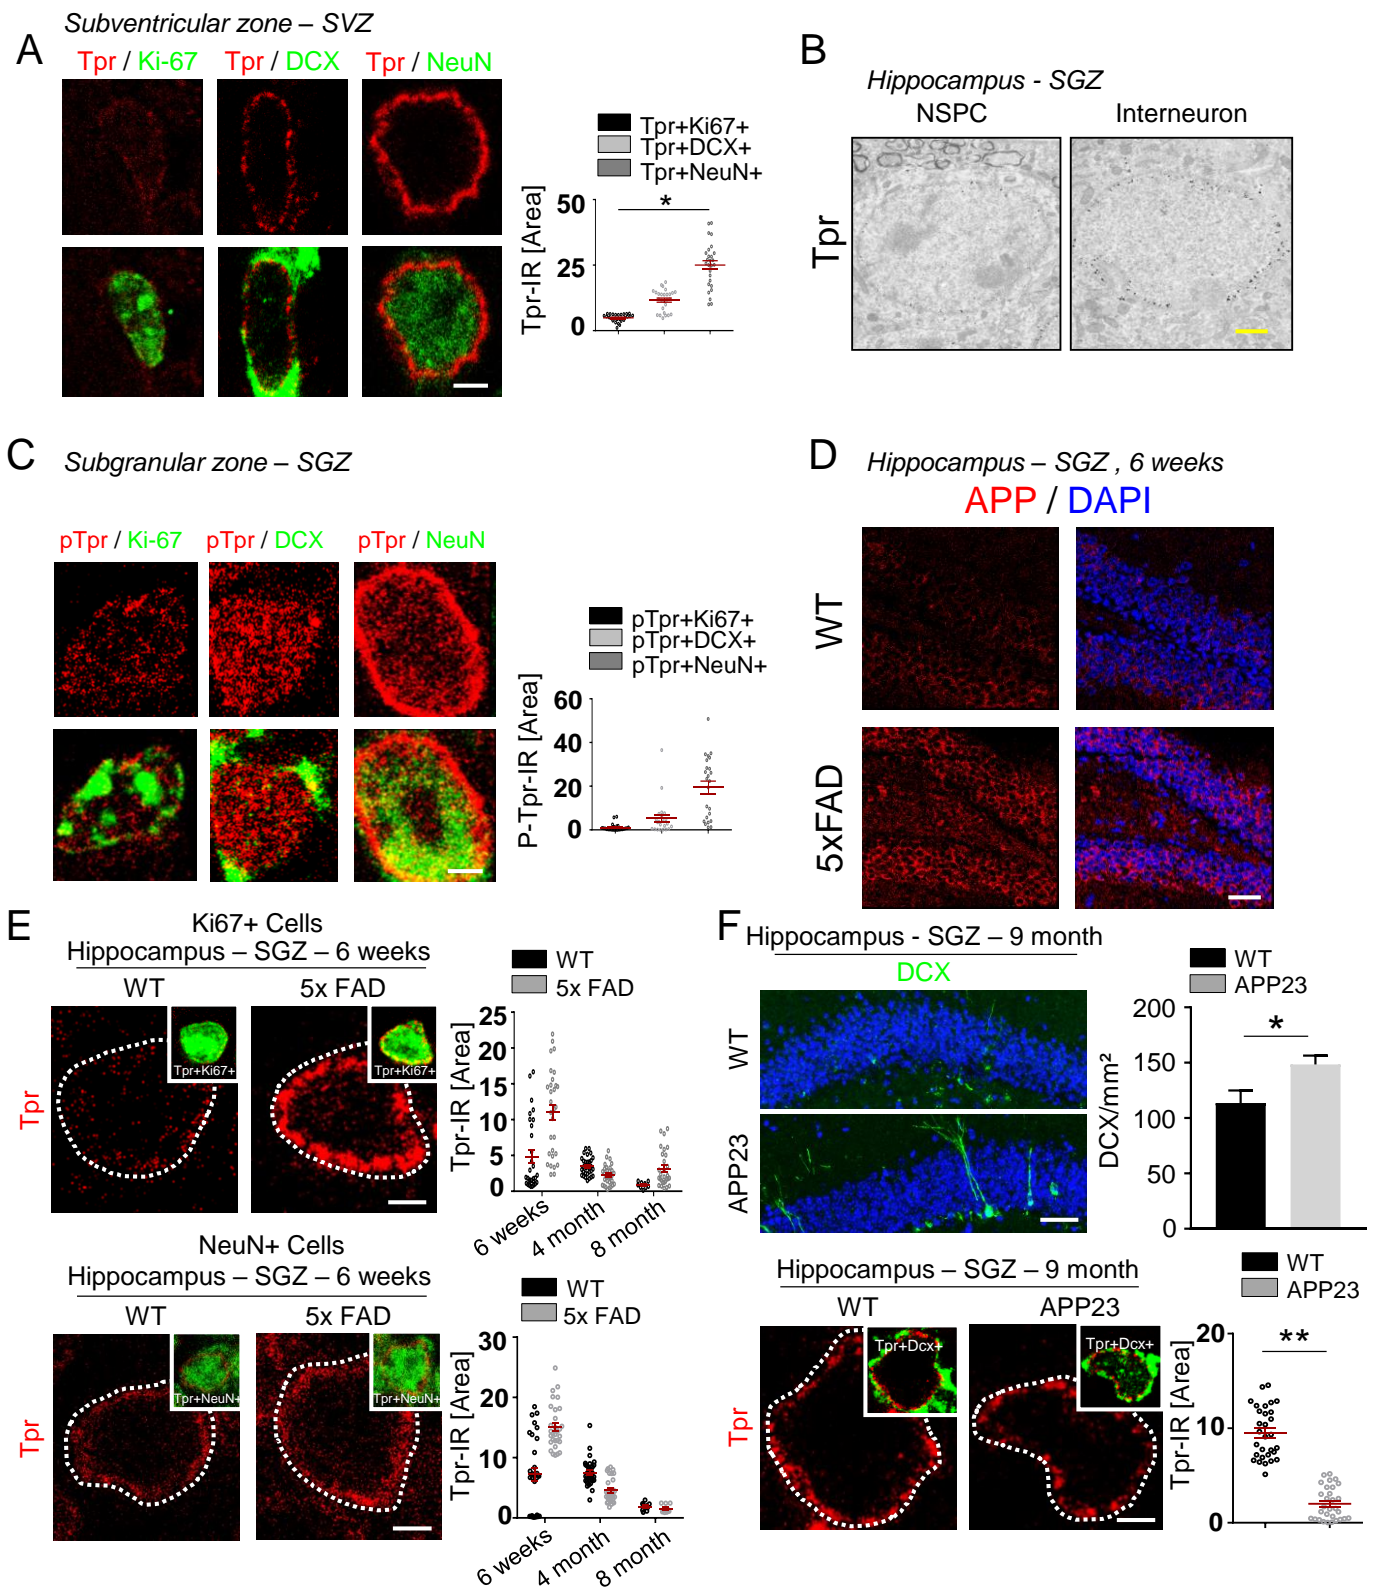 A
Subventricular zone – SVZ
Tpr / Ki-67
Tpr / DCX
Tpr / NeuN
Tpr+Ki67+
Tpr+DCX+
Tpr+NeuN+
Tpr-IR [Area]
50
25
0
*
B
Hippocampus - SGZ
NSPC
Interneuron
Tpr
C
Subgranular zone – SGZ
pTpr / Ki-67
pTpr / DCX
pTpr / NeuN
pTpr+Ki67+
pTpr+DCX+
pTpr+NeuN+
P-Tpr-IR [Area]
60
40
20
0
D
Hippocampus – SGZ , 6 weeks
APP / DAPI
WT
5xFAD
E
Ki67+ Cells
Hippocampus – SGZ – 6 weeks
WT
5x FAD
Tpr
Tpr+Ki67+
Tpr+Ki67+
WT
5x FAD
Tpr-IR [Area]
25
20
15
10
5
0
6 weeks
4 month
8 month
NeuN+ Cells
Hippocampus – SGZ – 6 weeks
WT
5x FAD
Tpr
Tpr+NeuN+
Tpr+NeuN+
WT
5x FAD
Tpr-IR [Area]
30
20
10
0
6 weeks
4 month
8 month
F
Hippocampus - SGZ – 9 month
DCX
WT
APP23
WT
APP23
DCX/mm²
200
150
100
50
0
*
Hippocampus – SGZ – 9 month
WT
APP23
Tpr
Tpr+Dcx+
Tpr+Dcx+
WT
APP23
Tpr-IR [Area]
20
10
0
**